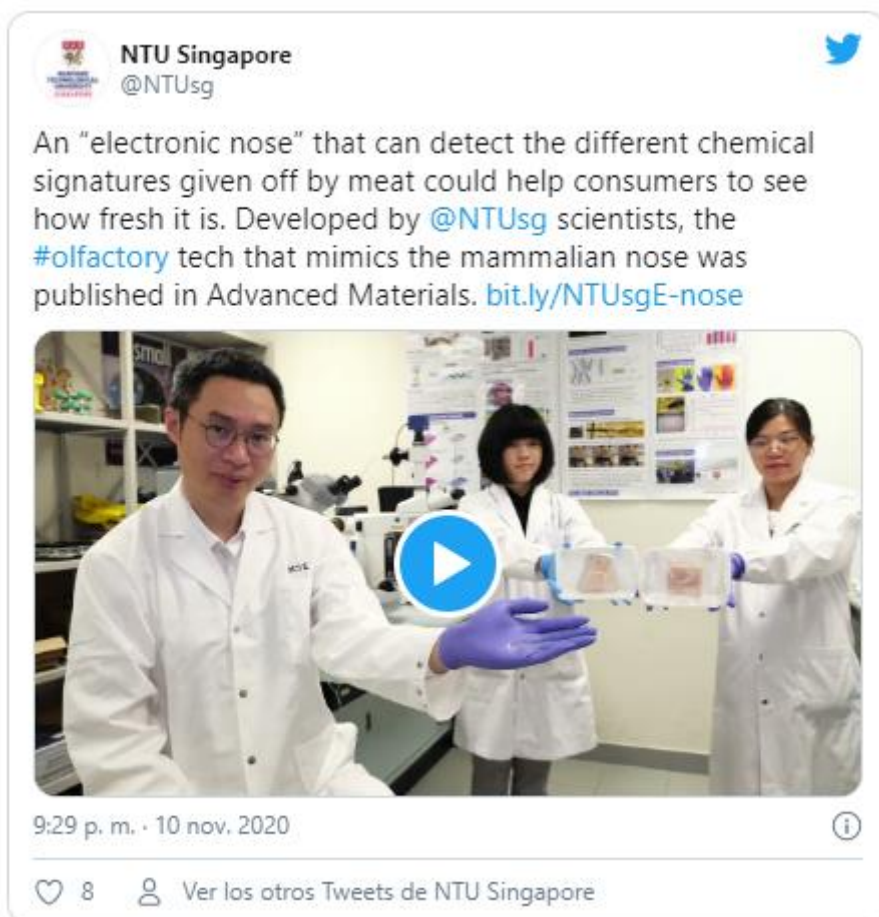 NTU Singapore
@NTUsg
An “electronic nose” that can detect the different chemical
signatures given off by meat could help consumers to see
how fresh it is. Developed by @NTUsg scientists, the
#olfactory tech that mimics the mammalian nose was
published in Advanced Materials. bit.ly/NTUsgE-nose
9:29 p. m. · 10 nov. 2020
8
Ver los otros Tweets de NTU Singapore